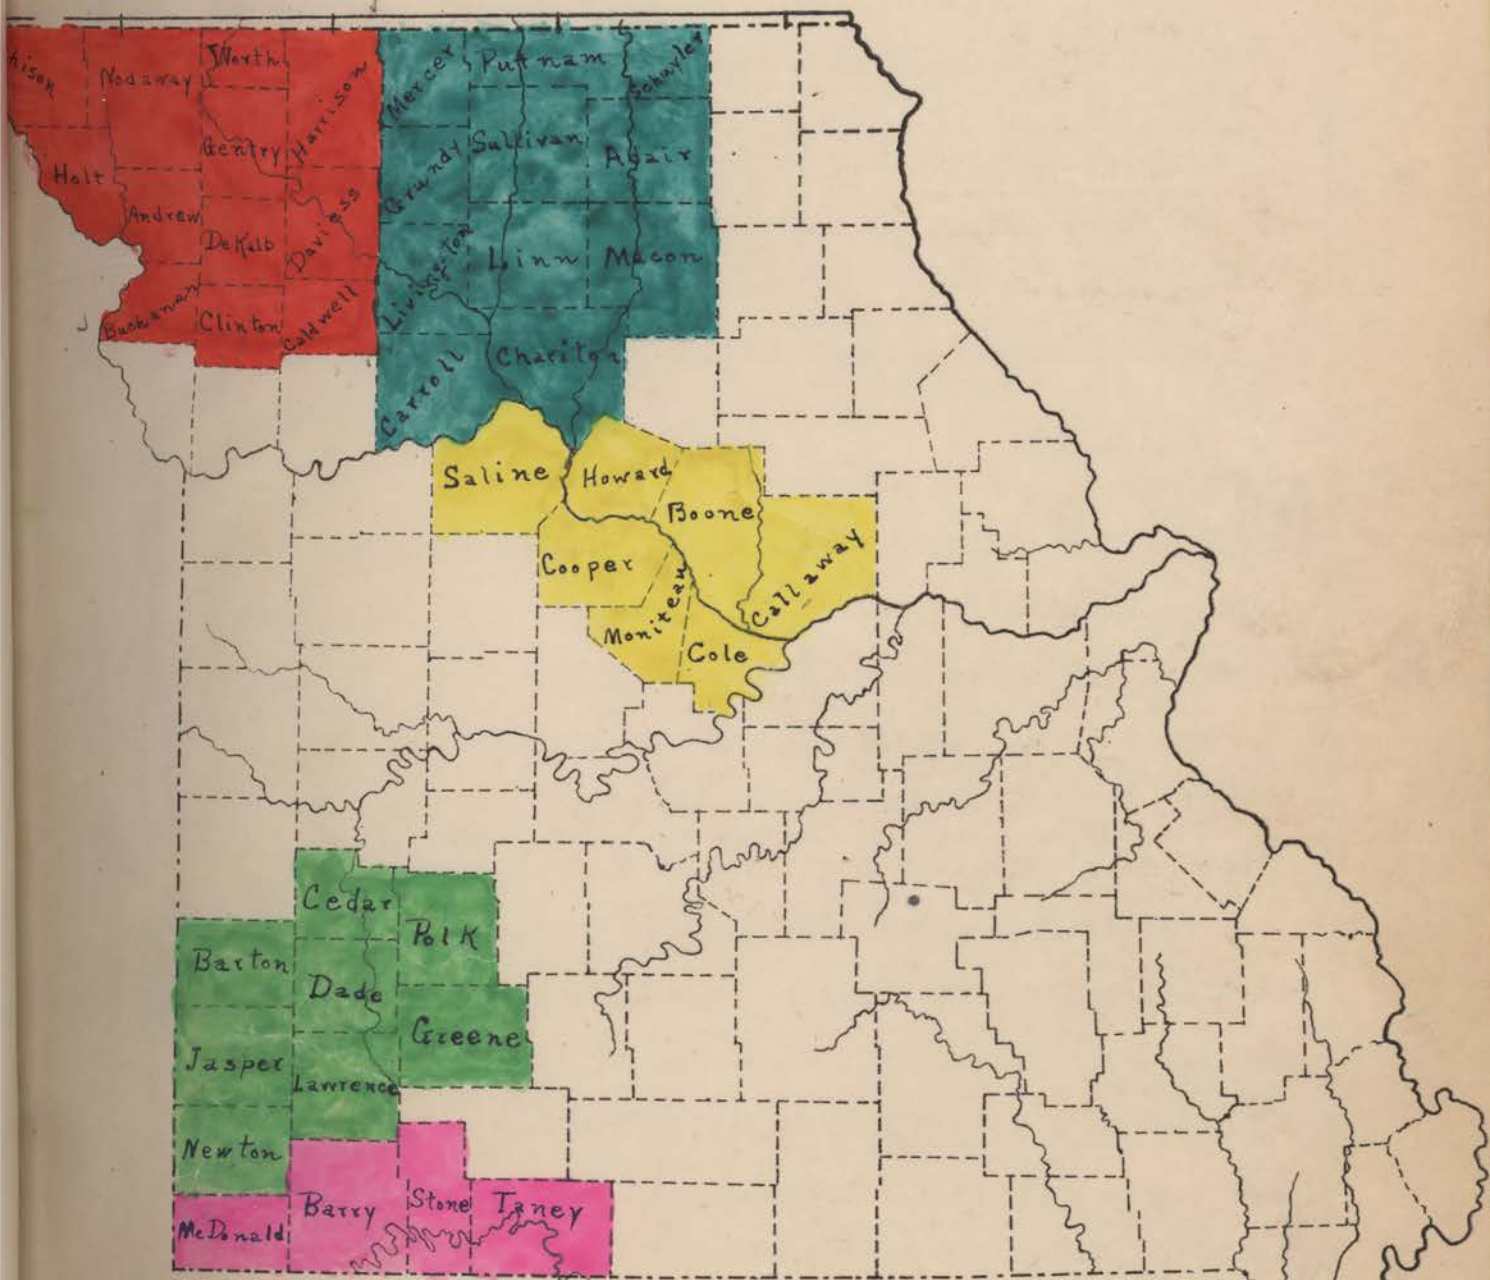 hison
Nodaway
Worth
Harrison
Gentry
Holt
Andrew
DeKalb
Daviess
Buchanan
Clinton
Caldwell
Mercer
Putnam
Schuyler
Grundy
Sullivan
Adair
Livingston
Linn
Macon
Carroll
Chariton
Saline
Howard
Boone
Cooper
Moniteau
Callaway
Cole
Cedar
Polk
Barton
Dade
Greene
Jasper
Lawrence
Newton
McDonald
Barry
Stone
Taney